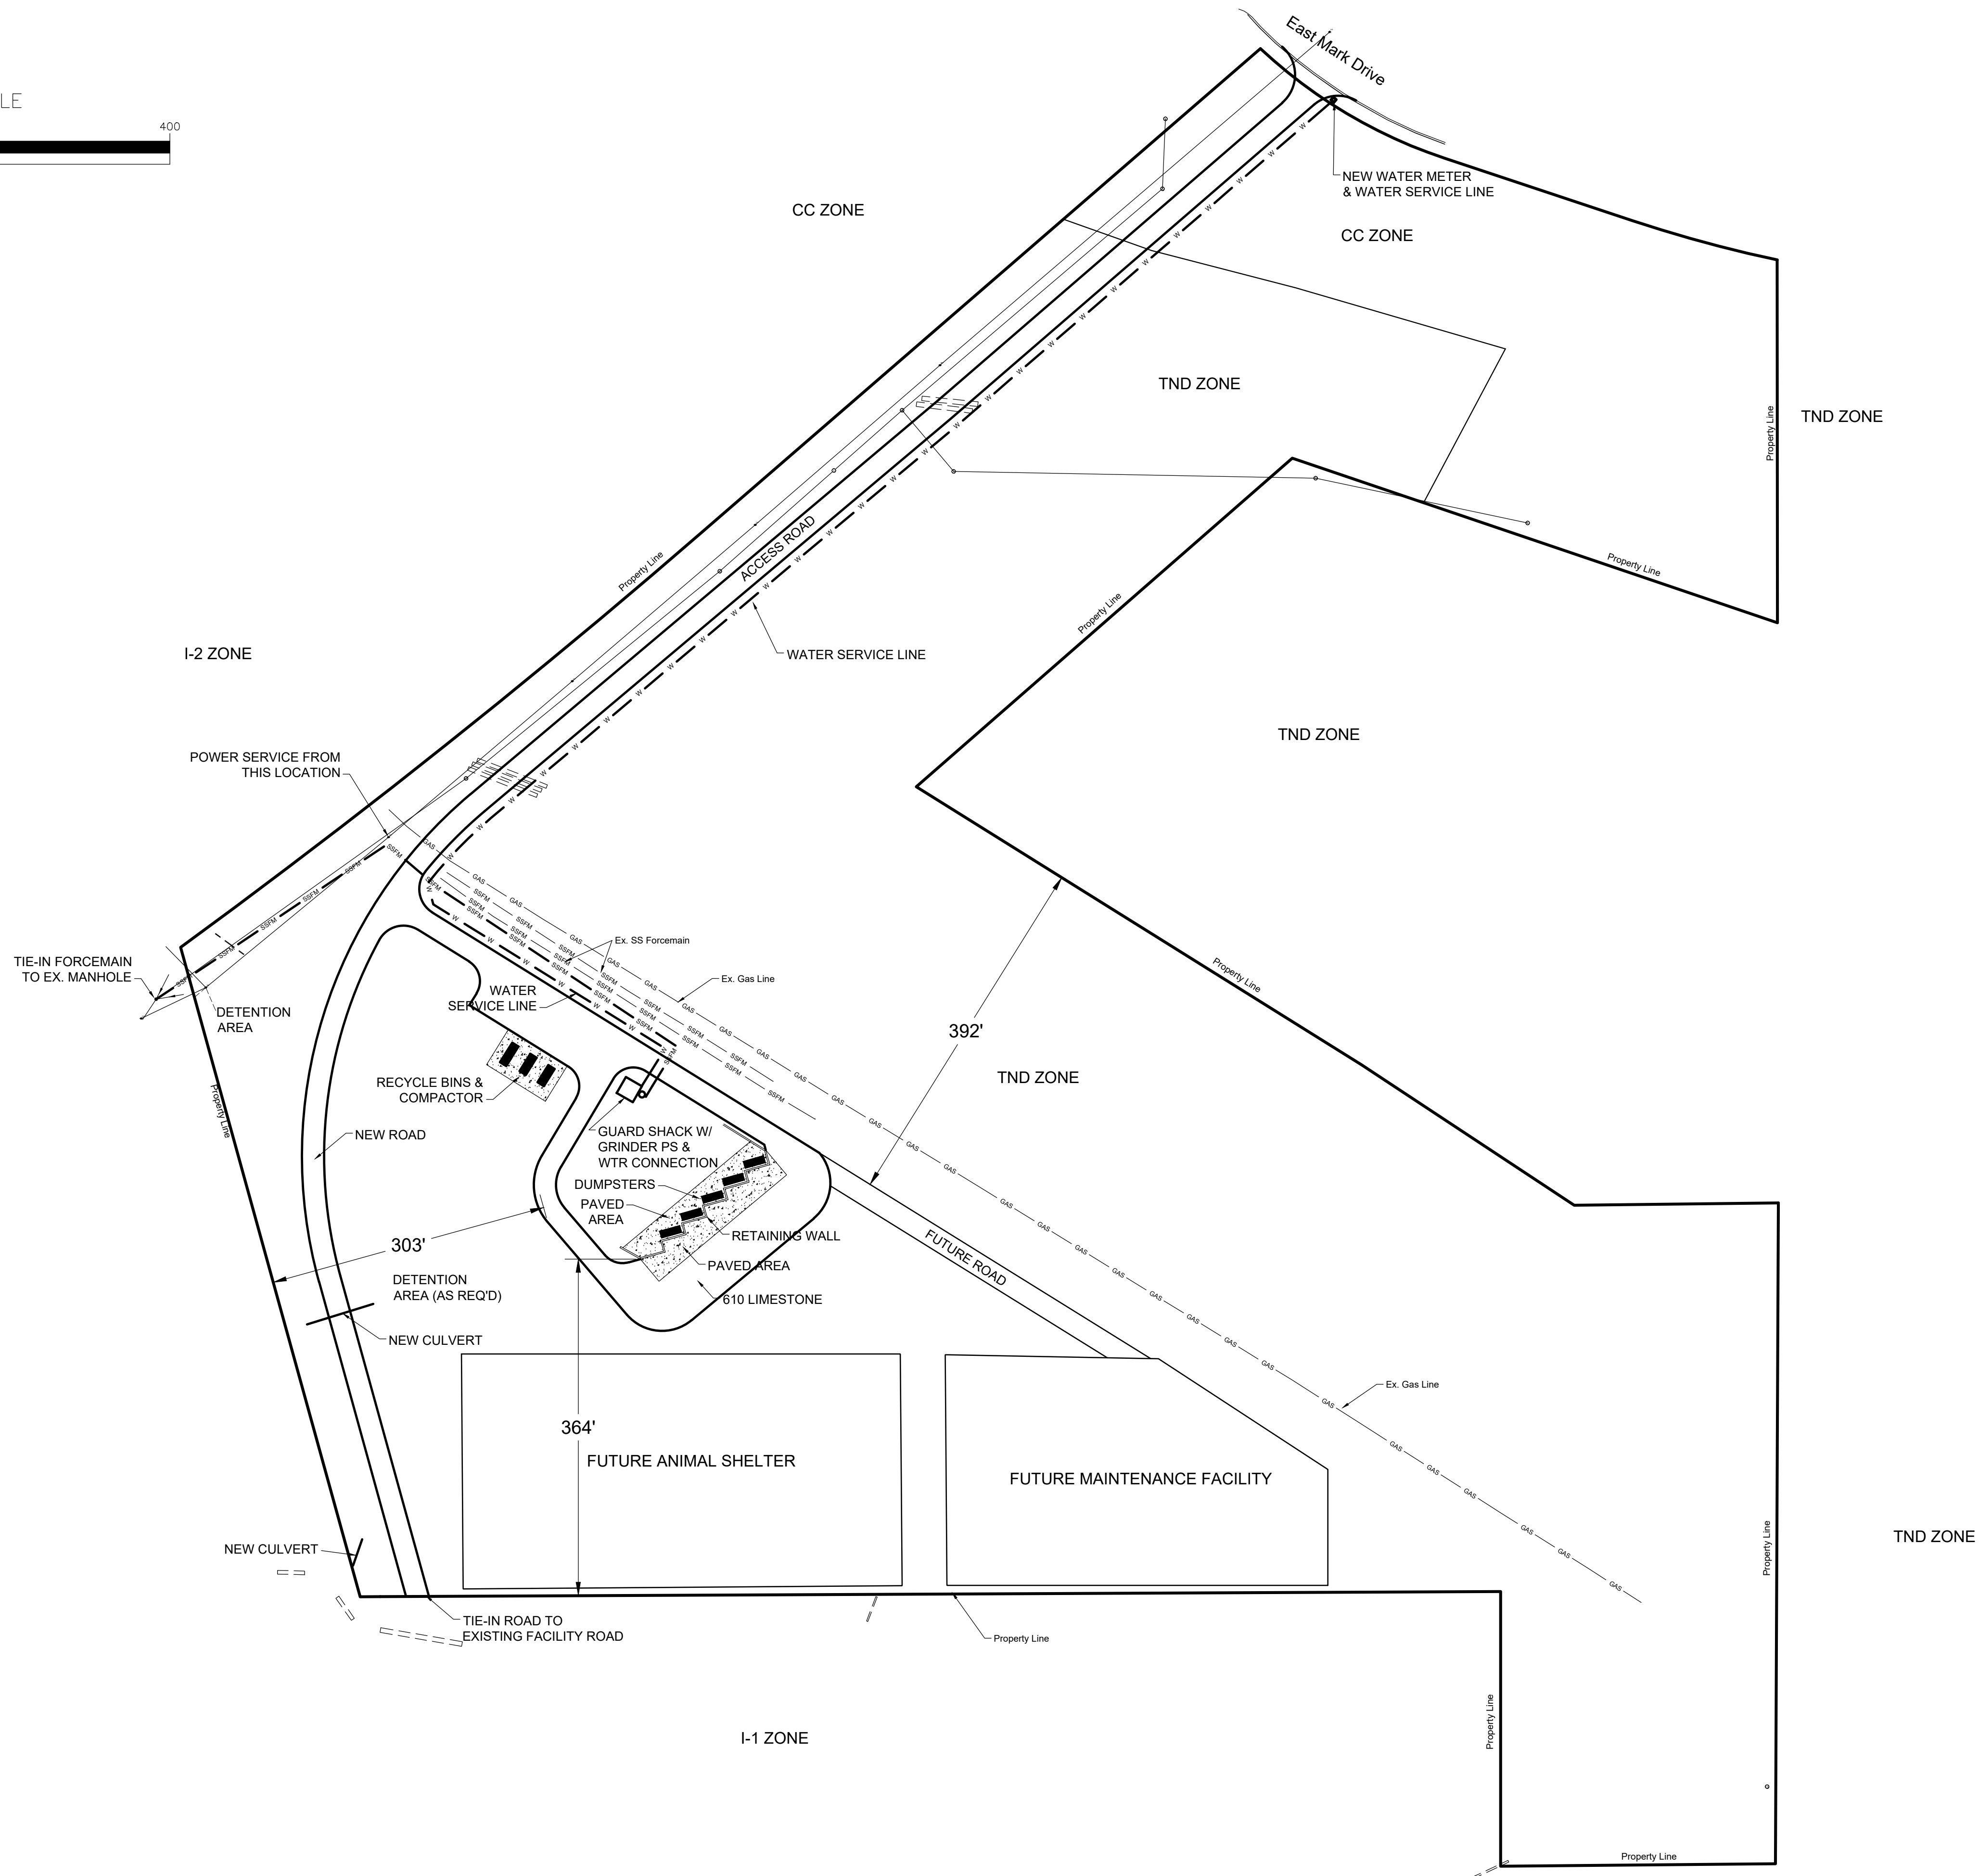 LE
400
East Mark Drive
NEW WATER METER
& WATER SERVICE LINE
CC ZONE
CC ZONE
TND ZONE
TND ZONE
Property Line
Property Line
ACCESS ROAD
Property Line
Property Line
WATER SERVICE LINE
I-2 ZONE
TND ZONE
POWER SERVICE FROM
THIS LOCATION
TIE-IN FORCEMAIN
TO EX. MANHOLE
DETENTION
AREA
Ex. SS Forcemain
Ex. Gas Line
WATER
SERVICE LINE
Property Line
392'
TND ZONE
RECYCLE BINS &
COMPACTOR
Property Line
NEW ROAD
GUARD SHACK W/
GRINDER PS &
WTR CONNECTION
DUMPSTERS
PAVED
AREA
RETAINING WALL
PAVED AREA
610 LIMESTONE
303'
DETENTION
AREA (AS REQ'D)
NEW CULVERT
FUTURE ROAD
Ex. Gas Line
364'
FUTURE ANIMAL SHELTER
FUTURE MAINTENANCE FACILITY
NEW CULVERT
TIE-IN ROAD TO
EXISTING FACILITY ROAD
Property Line
Property Line
TND ZONE
I-1 ZONE
Property Line
Property Line
W
SSFM
GAS